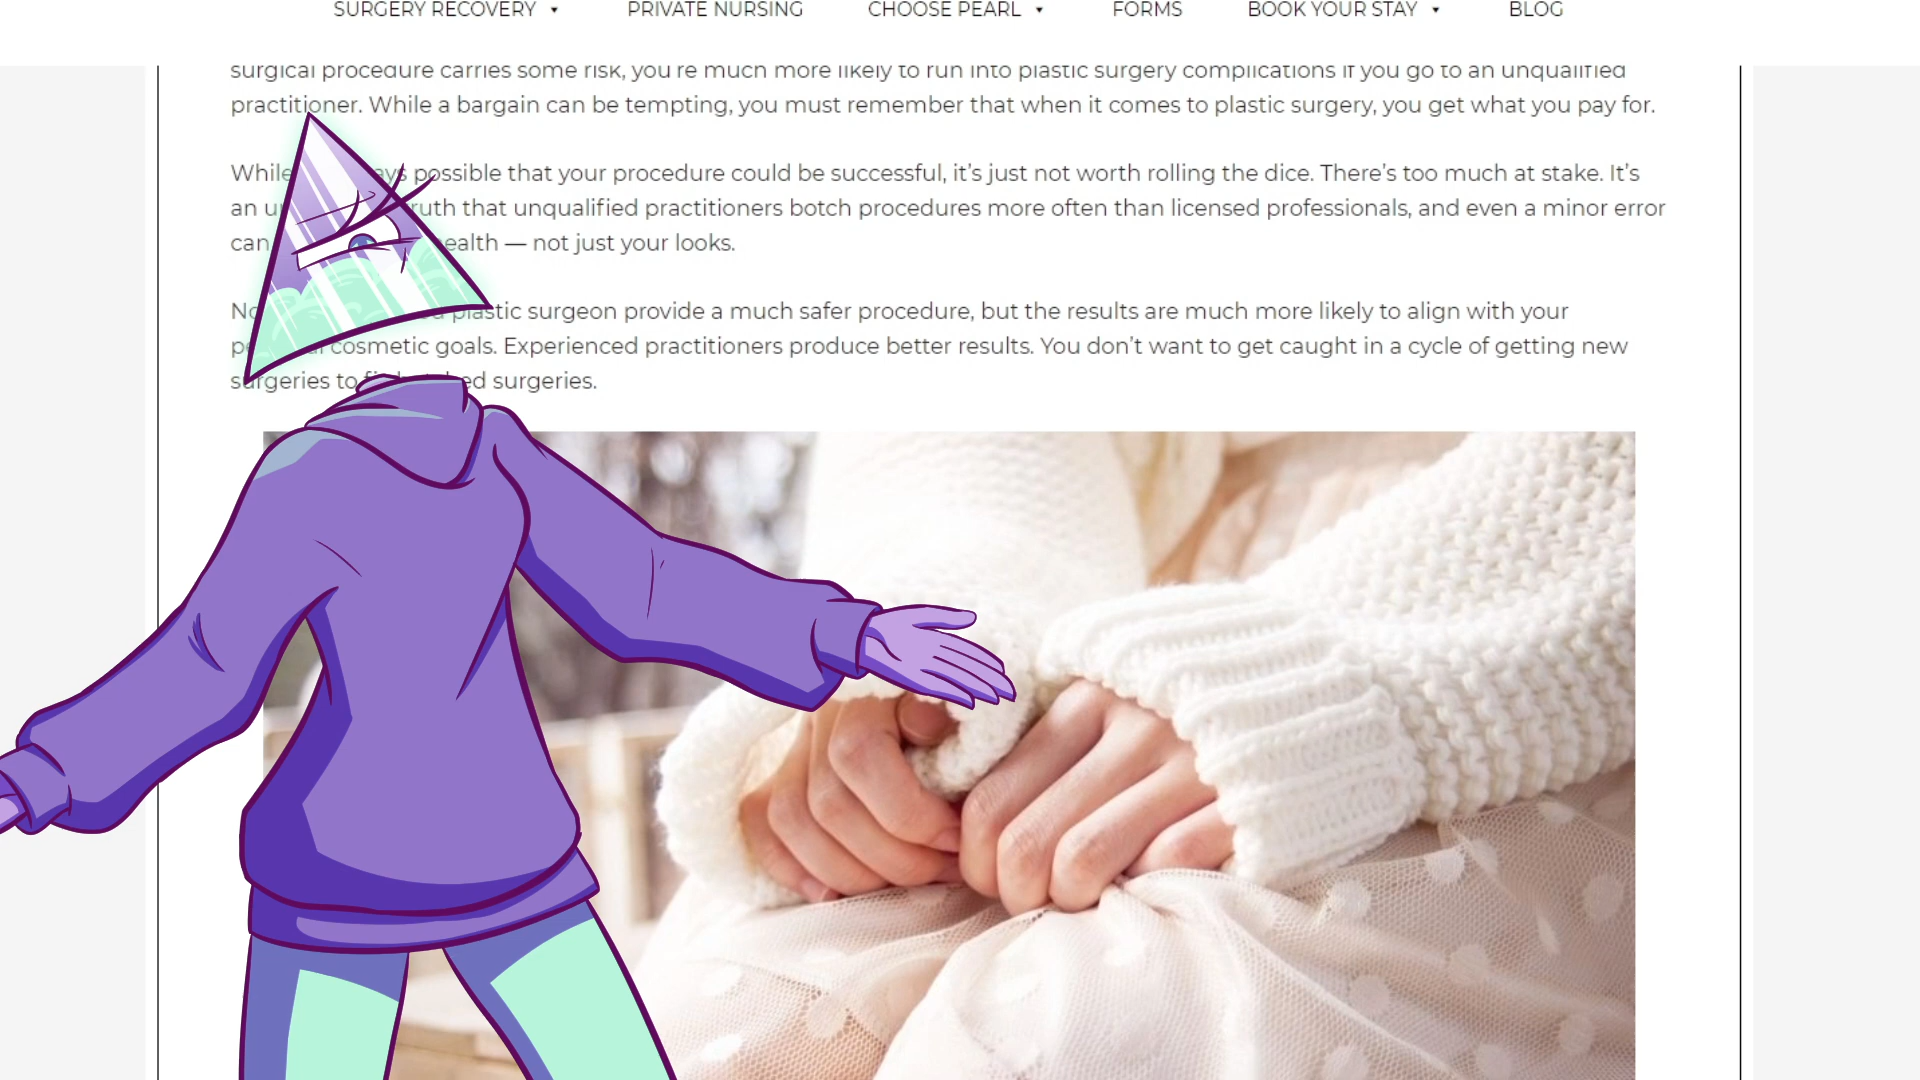 SURGERY RECOVERY PRIVATE NURSING CHOOSE PEARL FORMS BOOK YOUR STAY BLOG
surgical procedure carries some risk, you're much more likely to run into plastic surgery complications if you go to an unqualified
practitioner. While a bargain can be tempting, you must remember that when it comes to plastic surgery, you get what you pay for.
While possible that your procedure could be successful, it's just not worth rolling the dice. There's too much at stake. It's
an truth that unqualified practitioners botch procedures more often than licensed professionals, and even a minor error
can health — not just your looks.
plastic surgeon provide a much safer procedure, but the results are much more likely to align with your
cosmetic goals. Experienced practitioners produce better results. You don't want to get caught in a cycle of getting new
surgeries to surgeries.